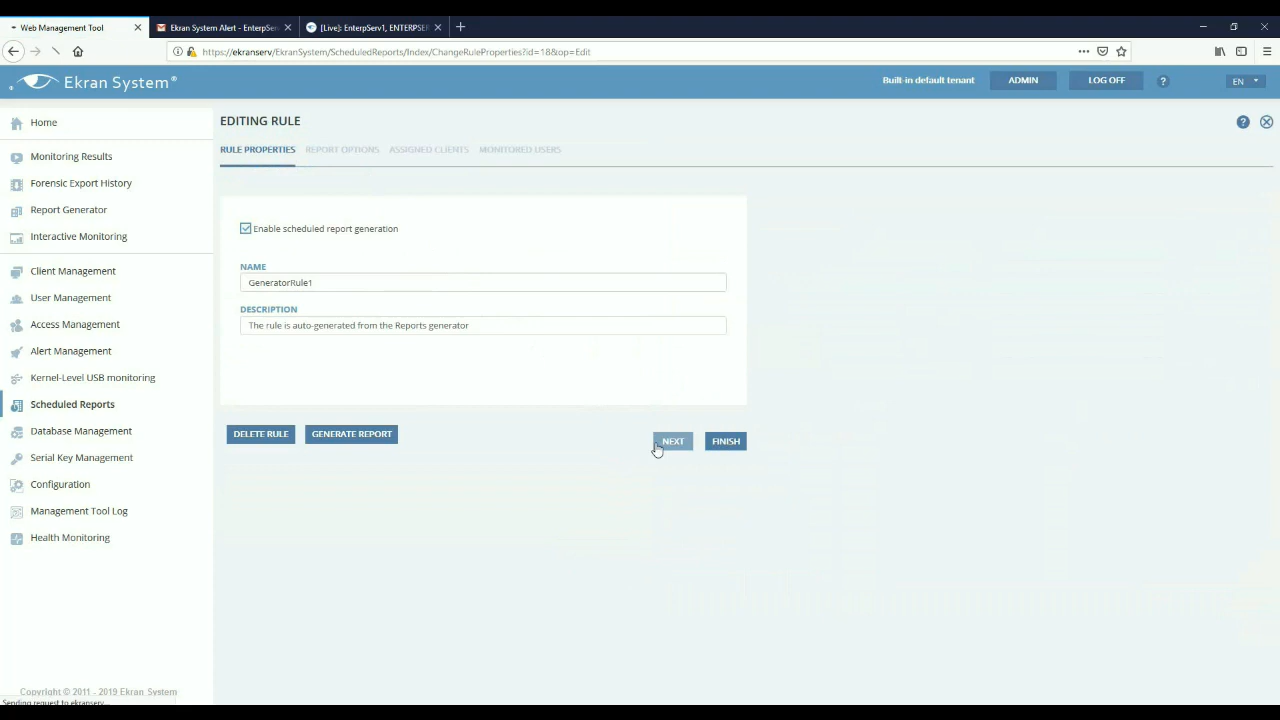 Web Management Tool
Ekran System Alert - EnterpServ
[Live]: EnterpServ1, ENTERPSER
https://ekranserv/EkranSystem/ScheduledReports/Index/ChangeRuleProperties?id=18&op=Edit
Ekran System®
Built-in default tenant
ADMIN
LOG OFF
?
EN
Home
Monitoring Results
Forensic Export History
Report Generator
Interactive Monitoring
Client Management
User Management
Access Management
Alert Management
Kernel-Level USB monitoring
Scheduled Reports
Database Management
Serial Key Management
Configuration
Management Tool Log
Health Monitoring
Copyright © 2011 - 2019 Ekran System
Sending request to ekranserv...
EDITING RULE
?
RULE PROPERTIES
REPORT OPTIONS
ASSIGNED CLIENTS
MONITORED USERS
Enable scheduled report generation
NAME
GeneratorRule1
DESCRIPTION
The rule is auto-generated from the Reports generator
DELETE RULE
GENERATE REPORT
NEXT
FINISH